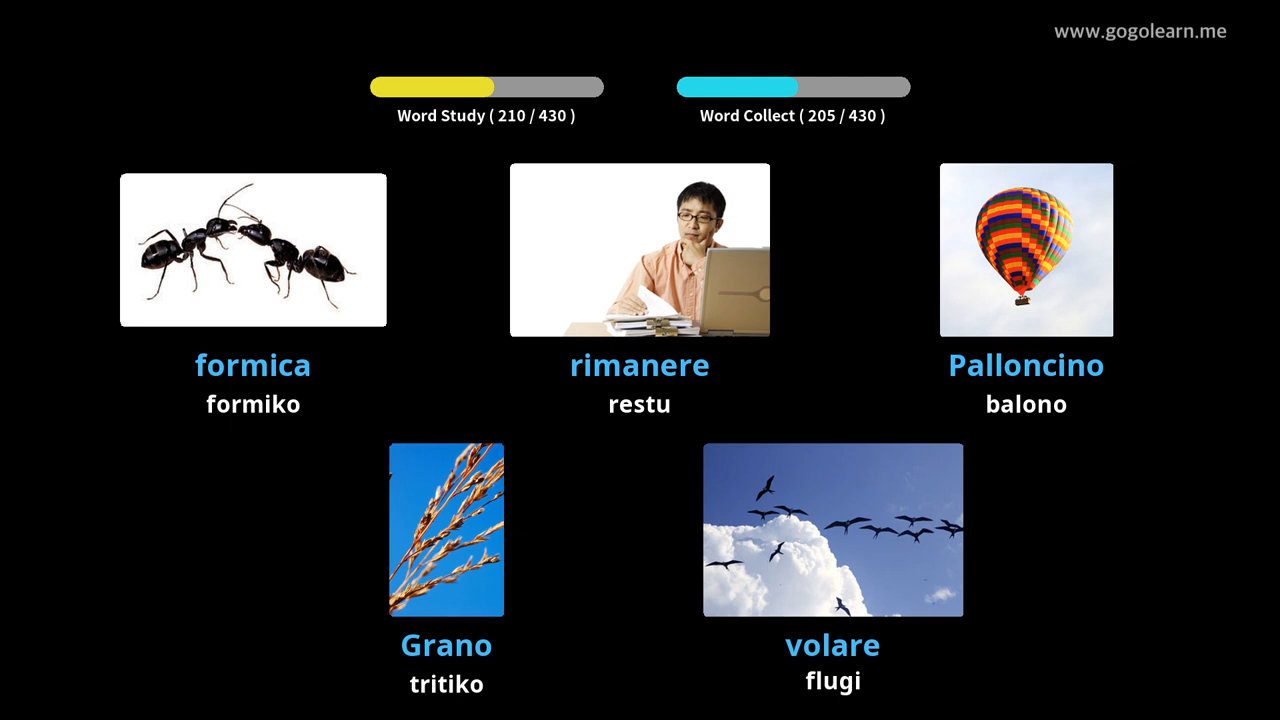 www.gogolearn.me
Word Study ( 210 / 430 )
Word Collect ( 205 / 430 )
formica
formiko
rimanere
restu
Palloncino
balono
Grano
tritiko
volare
flugi